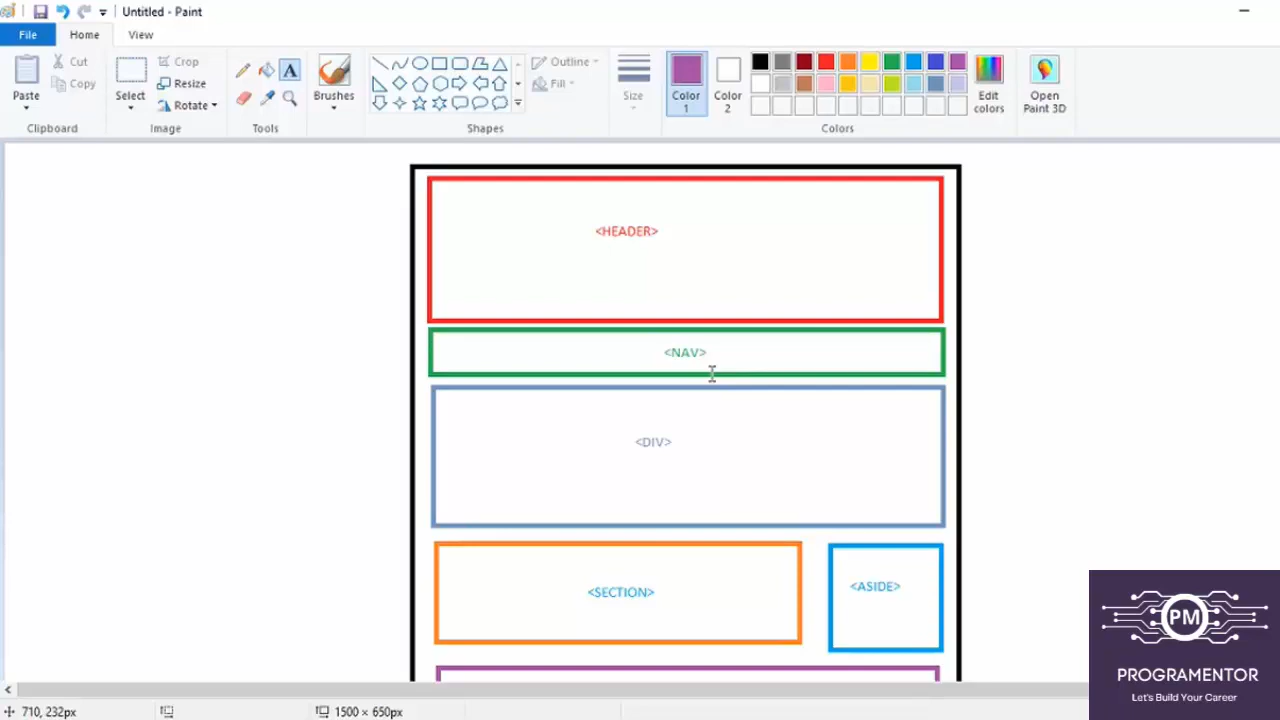 Untitled - Paint
File Home View
Paste
Cut
Copy
Clipboard
Select
Crop
Resize
Rotate
Image
A
Tools
Brushes
Outline
Fill
Shapes
Size
Color 1
Color 2
Edit colors
Colors
Open Paint 3D
<HEADER>
<NAV>
<DIV>
<SECTION>
<ASIDE>
PM
PROGRAMENTOR
Let's Build Your Career
710, 232px
1500 × 650px